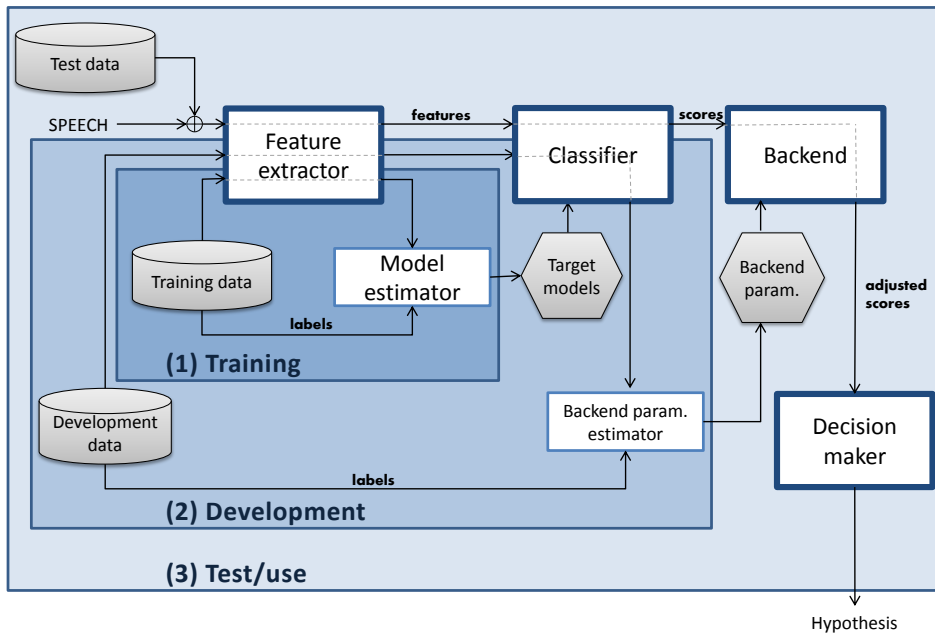 Test data
SPEECH
features
scores
Feature
extractor
Classifier
Backend
Training data
Model
estimator
Target
models
Backend
param.
labels
adjusted
scores
(1) Training
Development
data
Backend param.
estimator
Decision
maker
labels
(2) Development
(3) Test/use
Hypothesis